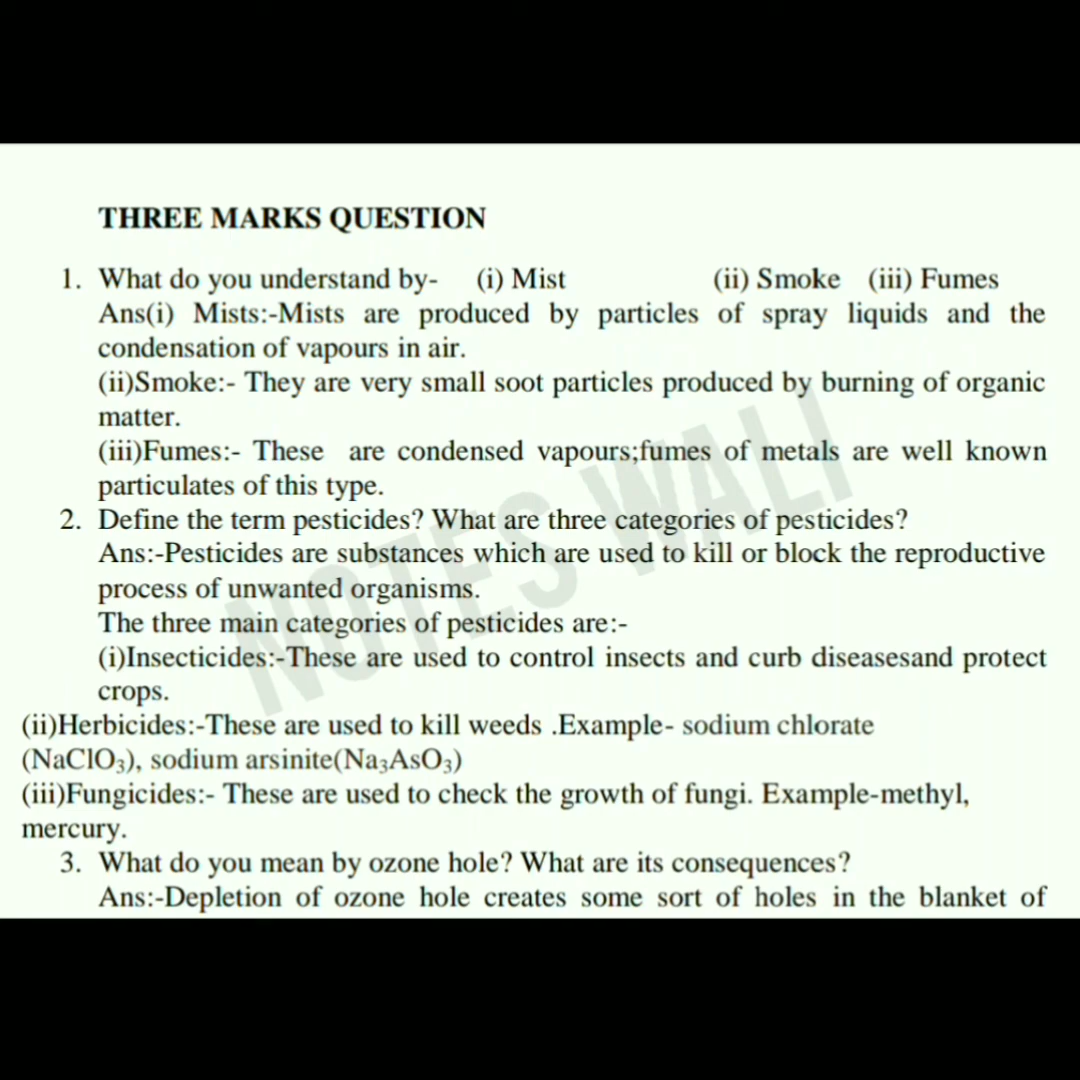 THREE MARKS QUESTION
1. What do you understand by- (i) Mist (ii) Smoke (iii) Fumes
Ans(i) Mists:-Mists are produced by particles of spray liquids and the
condensation of vapours in air.
(ii)Smoke:- They are very small soot particles produced by burning of organic
matter.
(iii)Fumes:- These are condensed vapours;fumes of metals are well known
particulates of this type.
2. Define the term pesticides? What are three categories of pesticides?
Ans:-Pesticides are substances which are used to kill or block the reproductive
process of unwanted organisms.
The three main categories of pesticides are:-
(i)Insecticides:-These are used to control insects and curb diseasesand protect
crops.
(ii)Herbicides:-These are used to kill weeds .Example- sodium chlorate
(NaClO₃), sodium arsinite(Na₃AsO₃)
(iii)Fungicides:- These are used to check the growth of fungi. Example-methyl,
mercury.
3. What do you mean by ozone hole? What are its consequences?
Ans:-Depletion of ozone hole creates some sort of holes in the blanket of
NOTES WALI